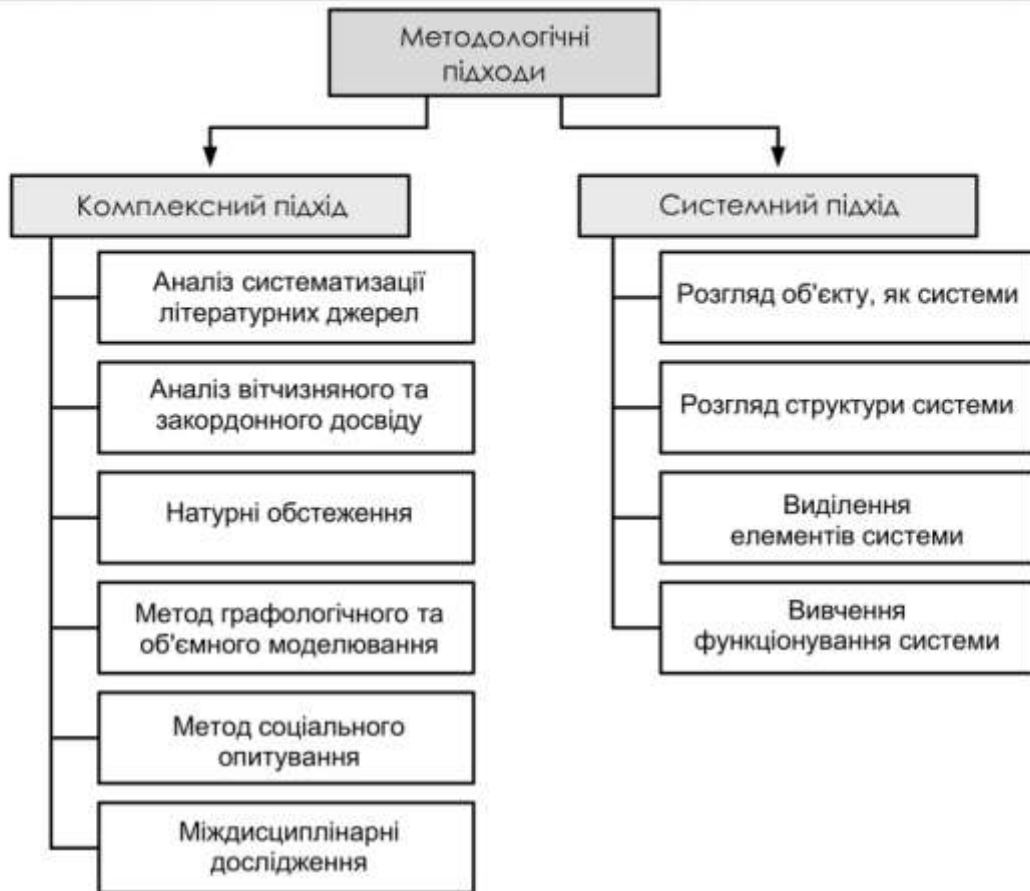 Методологічні
підходи
Комплексний підхід
Аналіз систематизації
літературних джерел
Аналіз вітчизняного та
закордонного досвіду
Натурні обстеження
Метод графологічного та
об'ємного моделювання
Метод соціального
опитування
Міждисциплінарні
дослідження
Системний підхід
Розгляд об'єкту, як системи
Розгляд структури системи
Виділення
елементів системи
Вивчення
функціонування системи